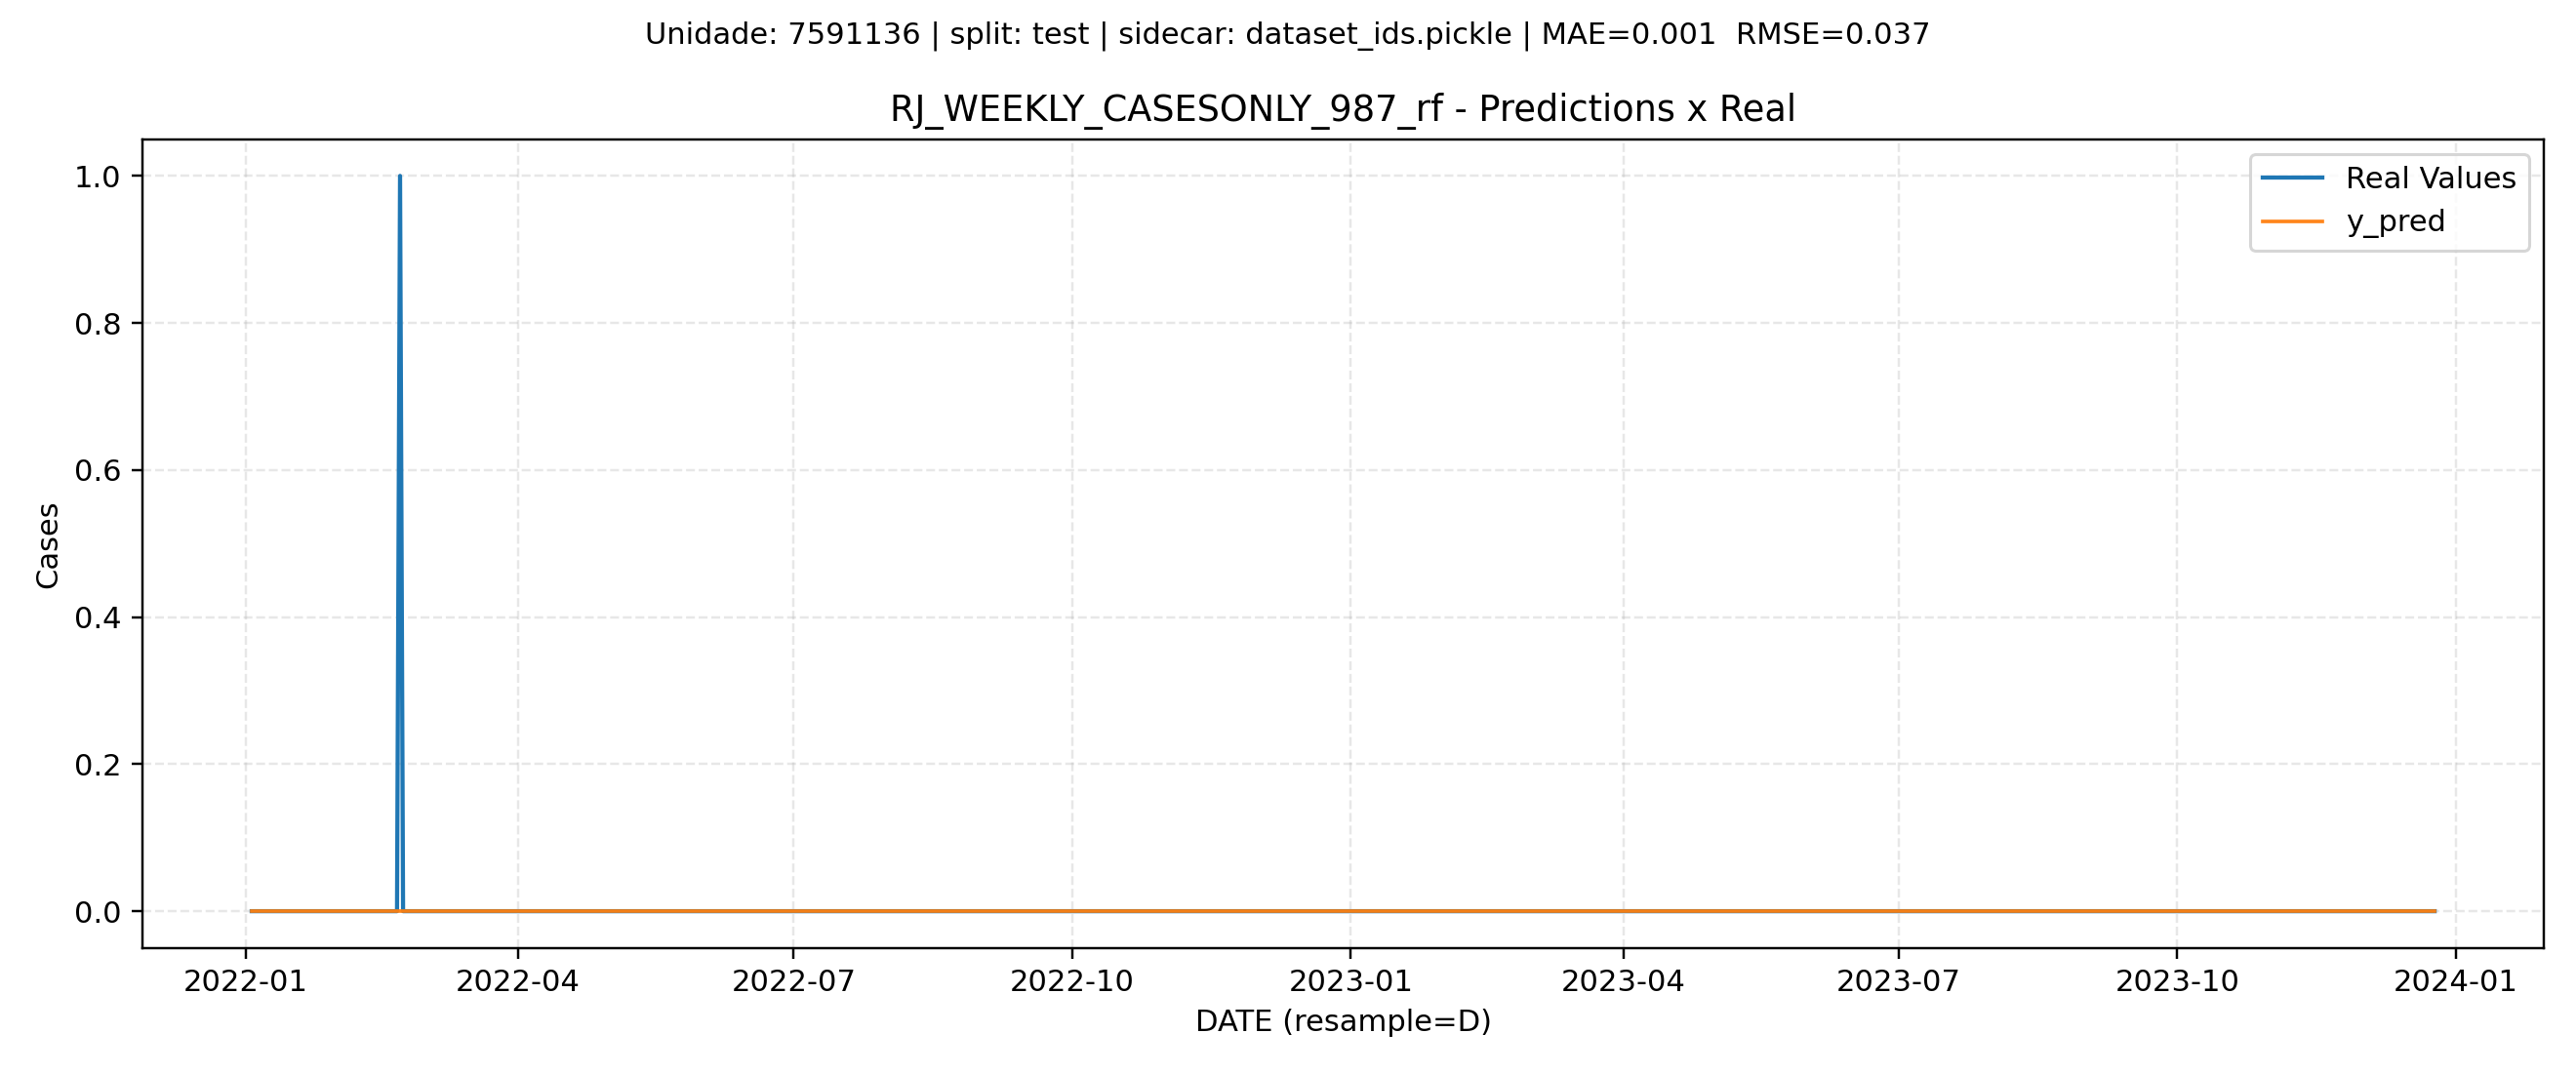 Unidade: 7591136 | split: test | sidecar: dataset_ids.pickle | MAE=0.001  RMSE=0.037
RJ_WEEKLY_CASESONLY_987_rf - Predictions x Real
Real Values
y_pred
1.0
0.8
0.6
0.4
0.2
0.0
Cases
2022-01
2022-04
2022-07
2022-10
2023-01
2023-04
2023-07
2023-10
2024-01
DATE (resample=D)